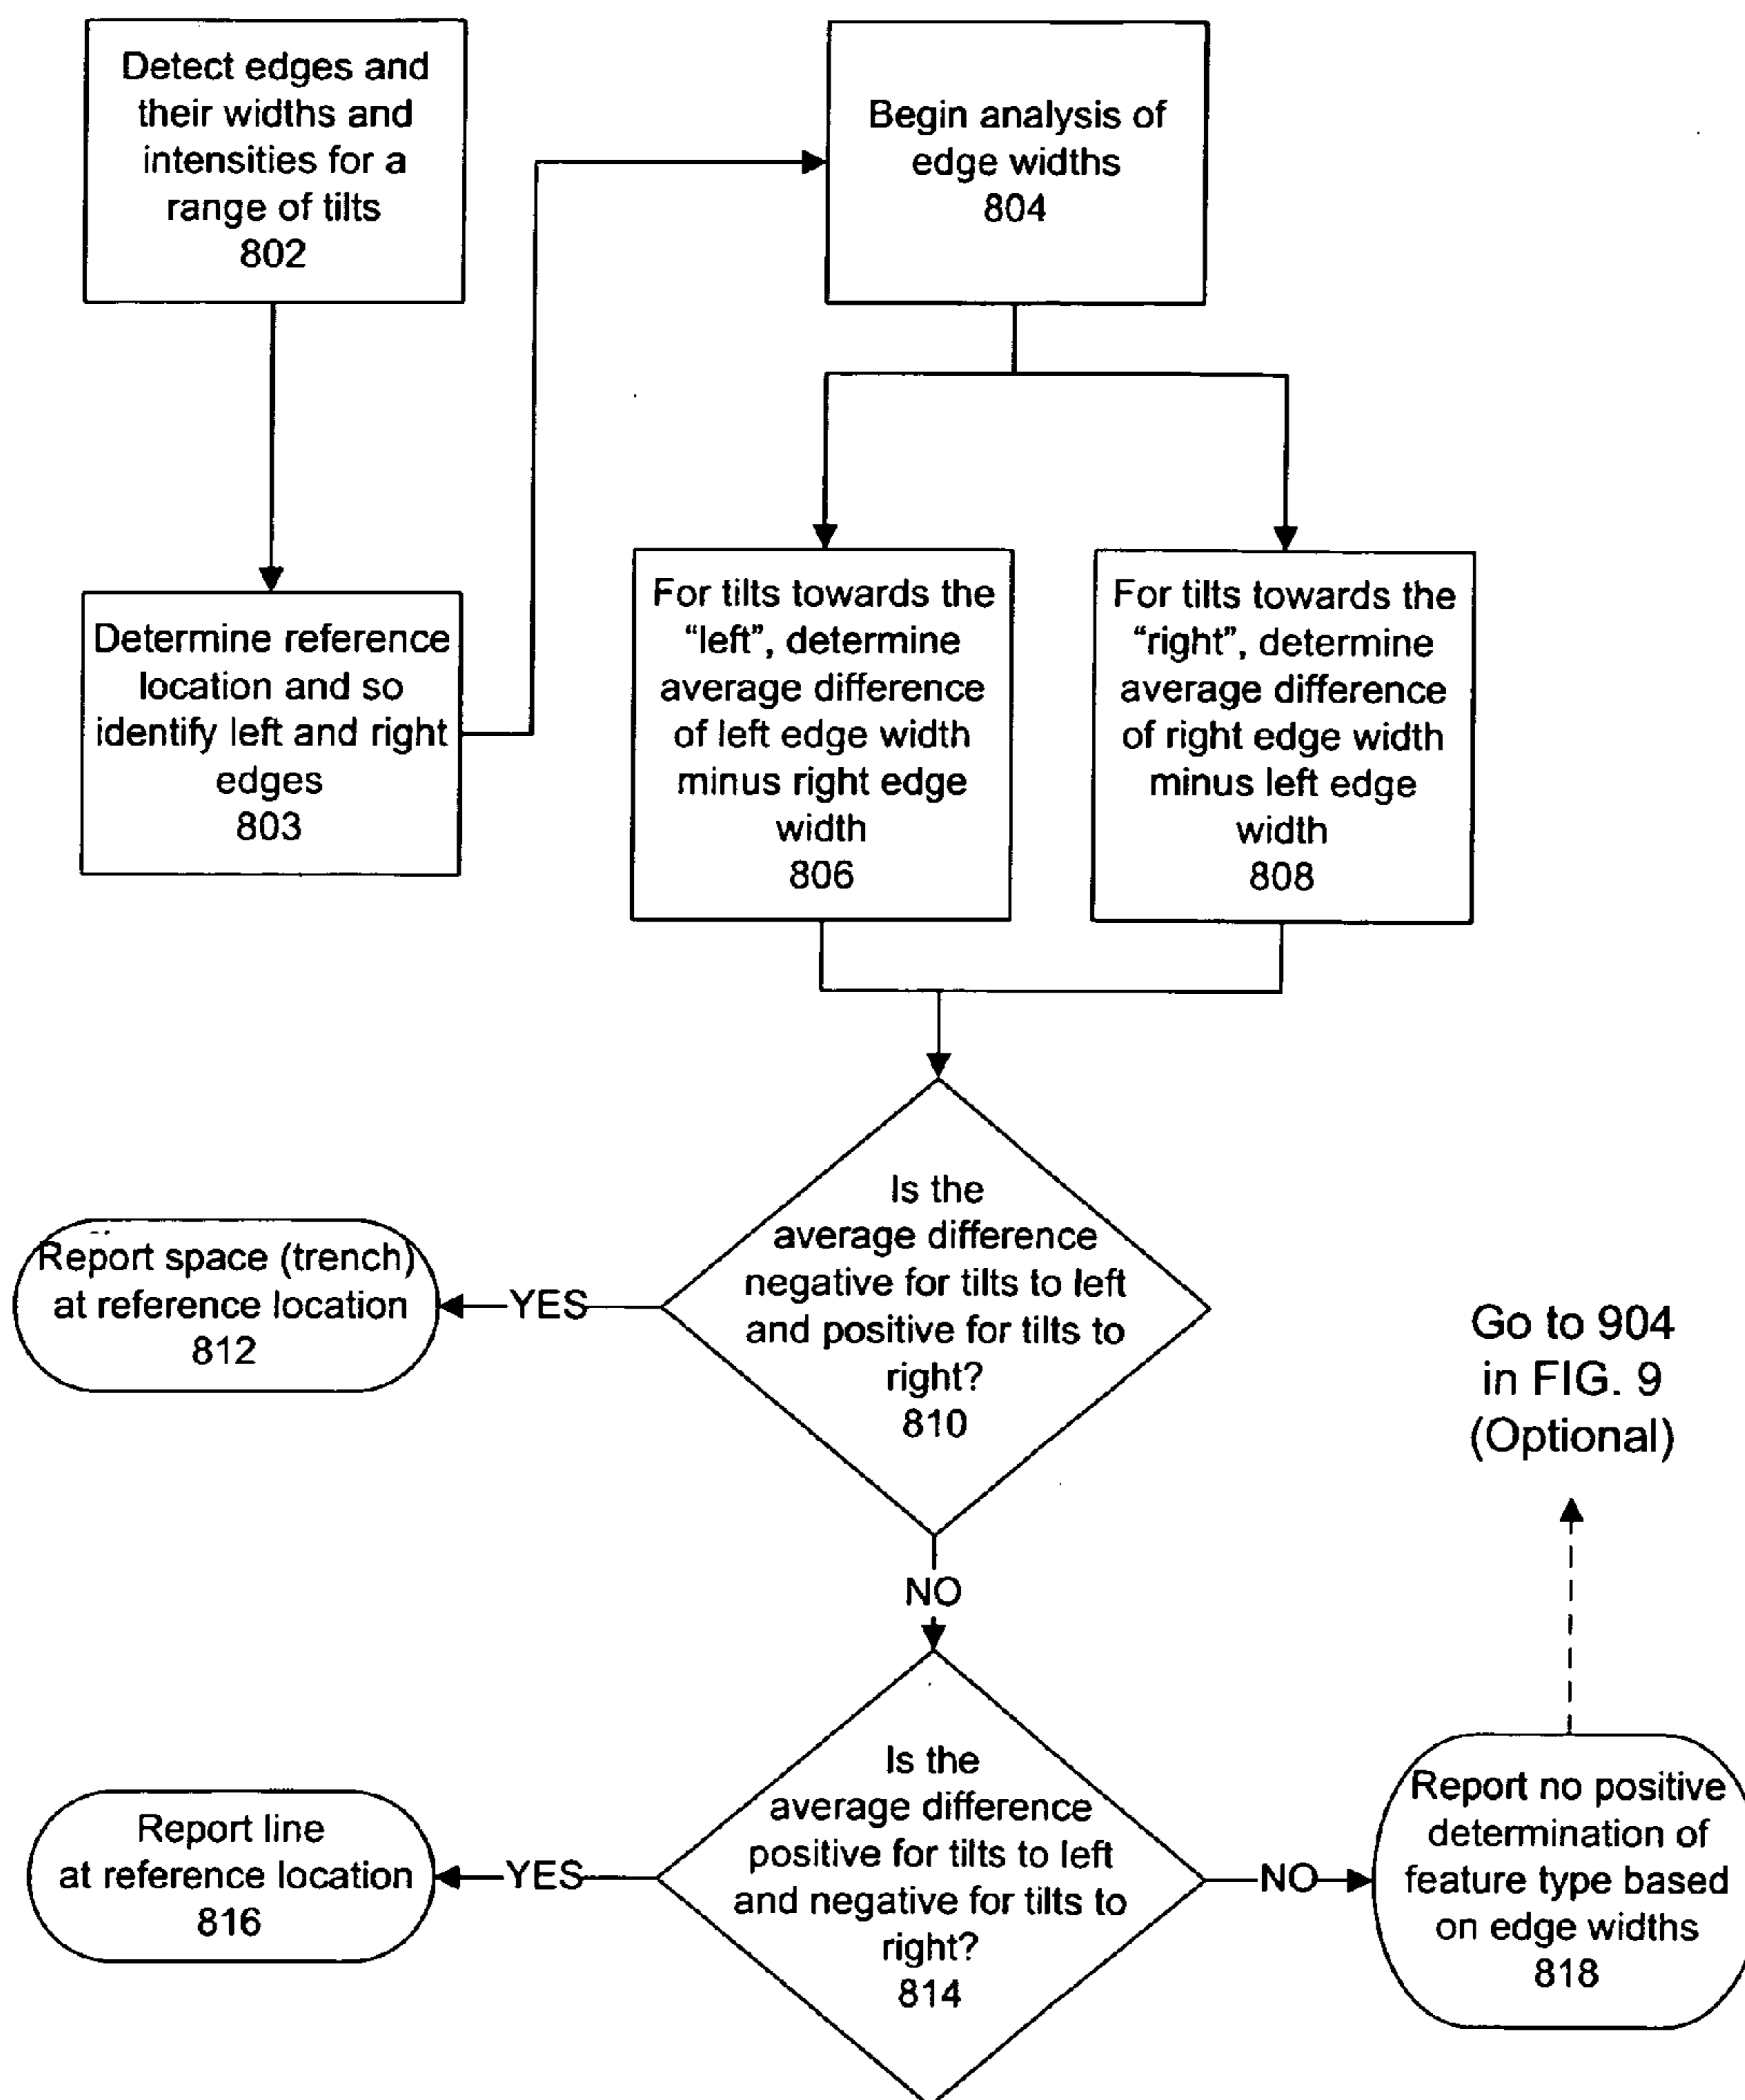 Detect edges and
their widths and
intensities for a
range of tilts
802
Begin analysis of
edge widths
804
Determine reference
location and so
identify left and right
edges
803
For tilts towards the
“left”, determine
average difference
of left edge width
minus right edge
width
806
For tilts towards the
“right”, determine
average difference
of right edge width
minus left edge
width
808
Is the
average difference
negative for tilts to left
and positive for tilts to
right?
810
YES
Report space (trench)
at reference location
812
Go to 904
in FIG. 9
(Optional)
NO
Is the
average difference
positive for tilts to left
and negative for tilts to
right?
814
YES
Report line
at reference location
816
NO
Report no positive
determination of
feature type based
on edge widths
818